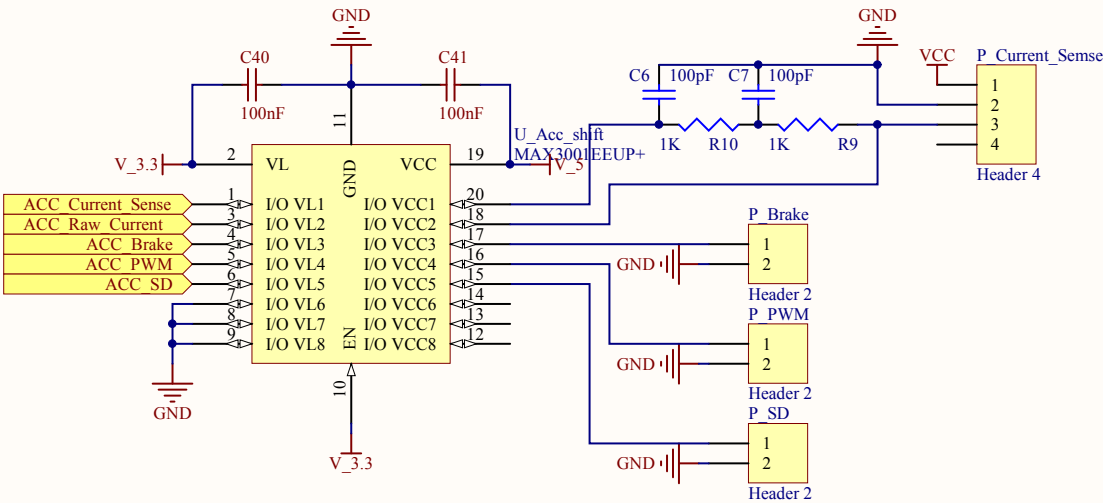 GND
GND
C40
C41
100nF
100nF
C6
100pF
C7
100pF
VCC
P_Current_Semse
1
2
3
4
Header 4
1K
R10
1K
R9
U_Acc_shift
MAX3001EEUP+
11
GND
V_3.3
2
VL
VCC
19
V_5
ACC_Current_Sense
1
I/O VL1
I/O VCC1
20
ACC_Raw_Current
3
I/O VL2
I/O VCC2
18
ACC_Brake
4
I/O VL3
I/O VCC3
17
ACC_PWM
5
I/O VL4
I/O VCC4
16
ACC_SD
6
I/O VL5
I/O VCC5
15
7
I/O VL6
I/O VCC6
14
8
I/O VL7
I/O VCC7
13
9
I/O VL8
I/O VCC8
12
EN
10
V_3.3
GND
P_Brake
1
2
GND
Header 2
P_PWM
1
2
GND
Header 2
P_SD
1
2
GND
Header 2